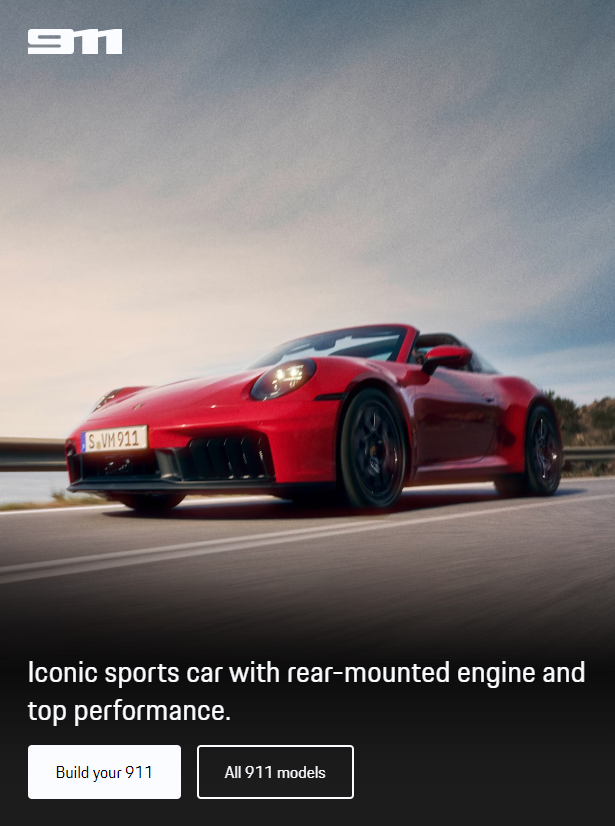 911
S VM 911
Iconic sports car with rear-mounted engine and
top performance.
Build your 911
All 911 models